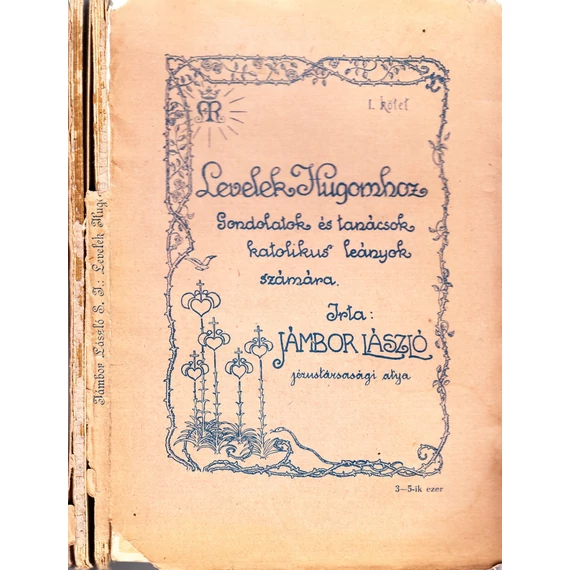 I. kötet
Levelek Hugomhoz
Gondolatok és tanácsok
katolikus leányok
számára.
Irta:
JÁMBOR LÁSZLÓ
jézustársasági atya
3—5-ik ezer
Jámbor László S. J.: Levelek Hug